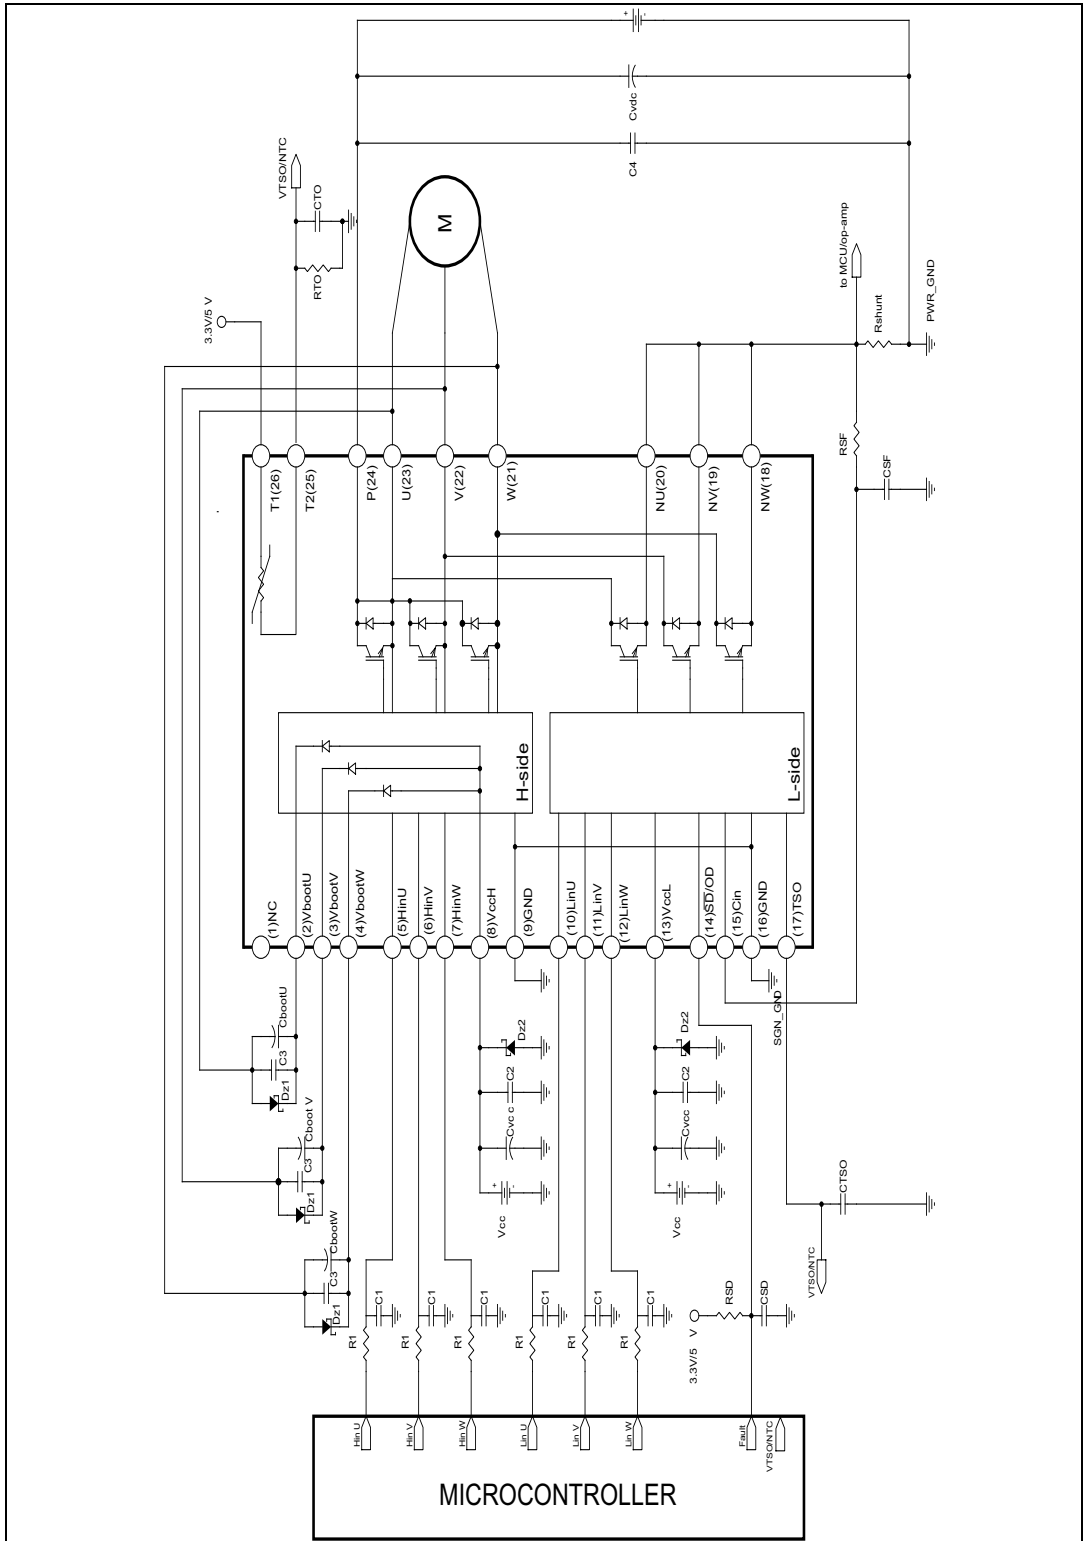 + -
Cvdc
C4
VTSO/NTC
CTO
RTO
M
3.3V/5 V
to MCU/op-amp
Rshunt
PWR_GND
RSF
CSF
T1(26)
T2(25)
P(24)
U(23)
V(22)
W(21)
NU(20)
NV(19)
NW(18)
H-side
L-side
(1)NC
(2)VbootU
(3)VbootV
(4)VbootW
(5)HinU
(6)HinV
(7)HinW
(8)VccH
(9)GND
(10)LinU
(11)LinV
(12)LinW
(13)VccL
(14)SD/OD
(15)Cin
(16)GND
(17)TSO
SGN_GND
CbootU
C3
Dz1
Cboot V
C3
Dz1
CbootW
C3
Dz1
Dz2
C2
Cvc c
+ -
Vcc
Dz2
C2
Cvcc
+ -
Vcc
CTSO
VTSO/NTC
R1
C1
R1
C1
R1
C1
R1
C1
R1
C1
R1
C1
3.3V/5 V
RSD
CSD
Hin U
Hin V
Hin W
Lin U
Lin V
Lin W
Fault
VTSO/NTC
MICROCONTROLLER